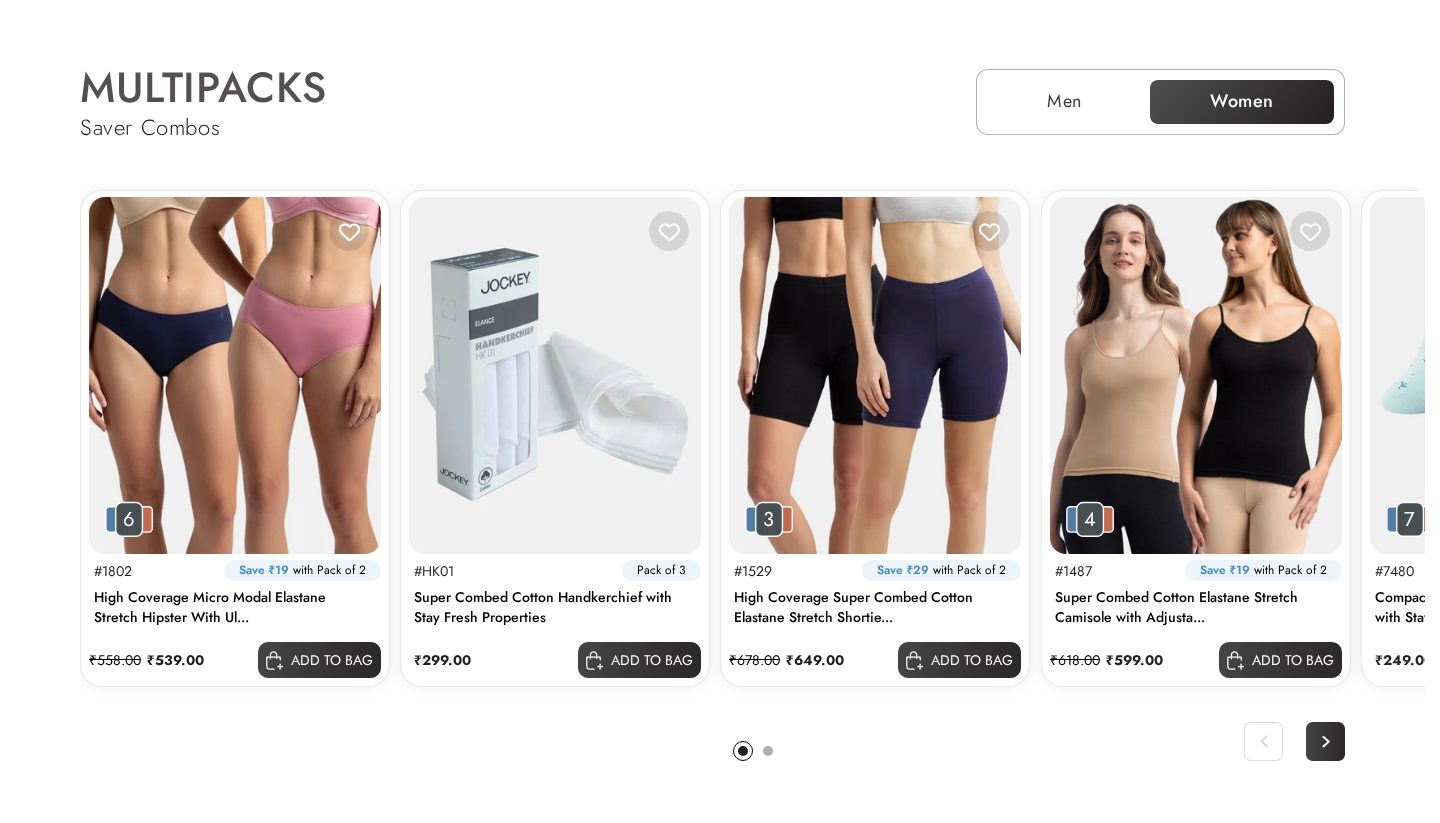 MULTIPACKS
Saver Combos
Men
Women
JOCKEY
ELANCE
HANDKERCHIEF
HK 01
JOCKEY
6
3
4
7
#1802
Save ₹19 with Pack of 2
High Coverage Micro Modal Elastane
Stretch Hipster With Ul...
₹558.00 ₹539.00
ADD TO BAG
#HK01
Pack of 3
Super Combed Cotton Handkerchief with
Stay Fresh Properties
₹299.00
ADD TO BAG
#1529
Save ₹29 with Pack of 2
High Coverage Super Combed Cotton
Elastane Stretch Shortie...
₹678.00 ₹649.00
ADD TO BAG
#1487
Save ₹19 with Pack of 2
Super Combed Cotton Elastane Stretch
Camisole with Adjusta...
₹618.00 ₹599.00
ADD TO BAG
#7480
Compac
with Sta
₹249.0